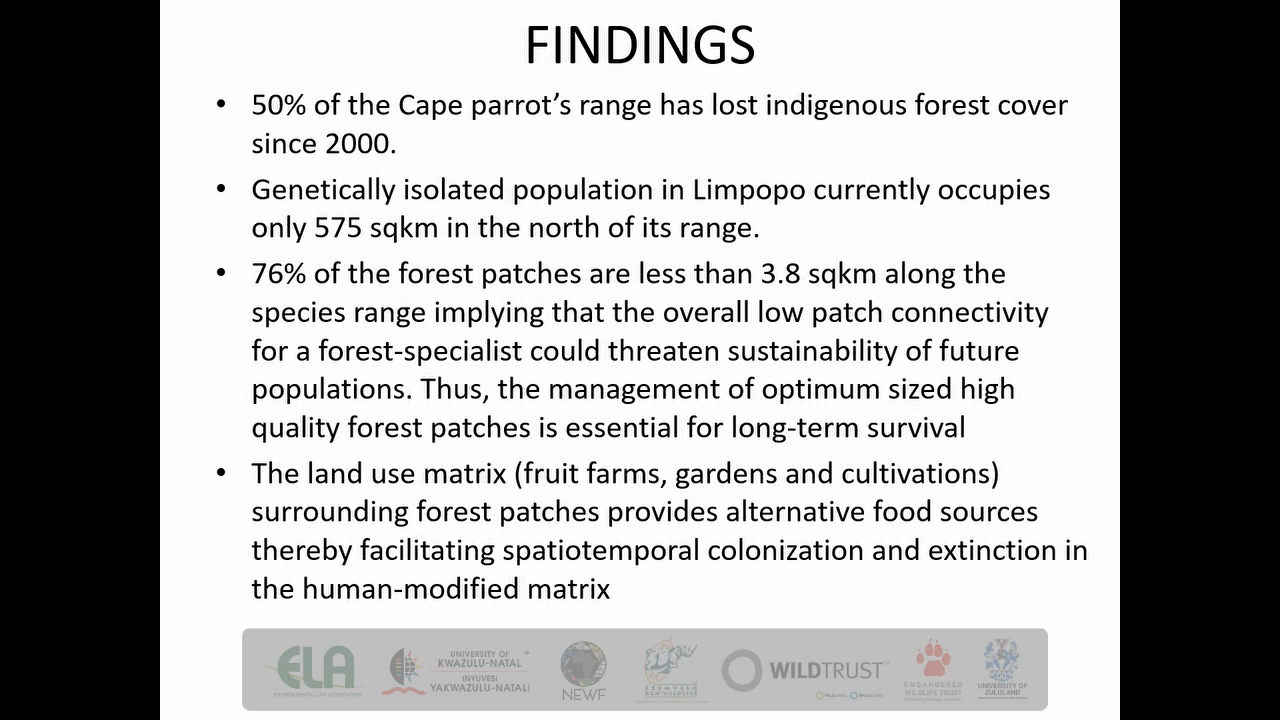 FINDINGS
• 50% of the Cape parrot’s range has lost indigenous forest cover
since 2000.
• Genetically isolated population in Limpopo currently occupies
only 575 sqkm in the north of its range.
• 76% of the forest patches are less than 3.8 sqkm along the
species range implying that the overall low patch connectivity
for a forest-specialist could threaten sustainability of future
populations. Thus, the management of optimum sized high
quality forest patches is essential for long-term survival
• The land use matrix (fruit farms, gardens and cultivations)
surrounding forest patches provides alternative food sources
thereby facilitating spatiotemporal colonization and extinction in
the human-modified matrix
ELA
ENVIRONMENTAL LAW ASSOCIATION
UNIVERSITY OF
KWAZULU-NATAL
INYUVESI
YAKWAZULU-NATALI
NEWF
EZEMVELO
KZN WILDLIFE
WILDTRUST
ENDANGERED
WILDLIFE TRUST
UNIVERSITY OF
ZULULAND